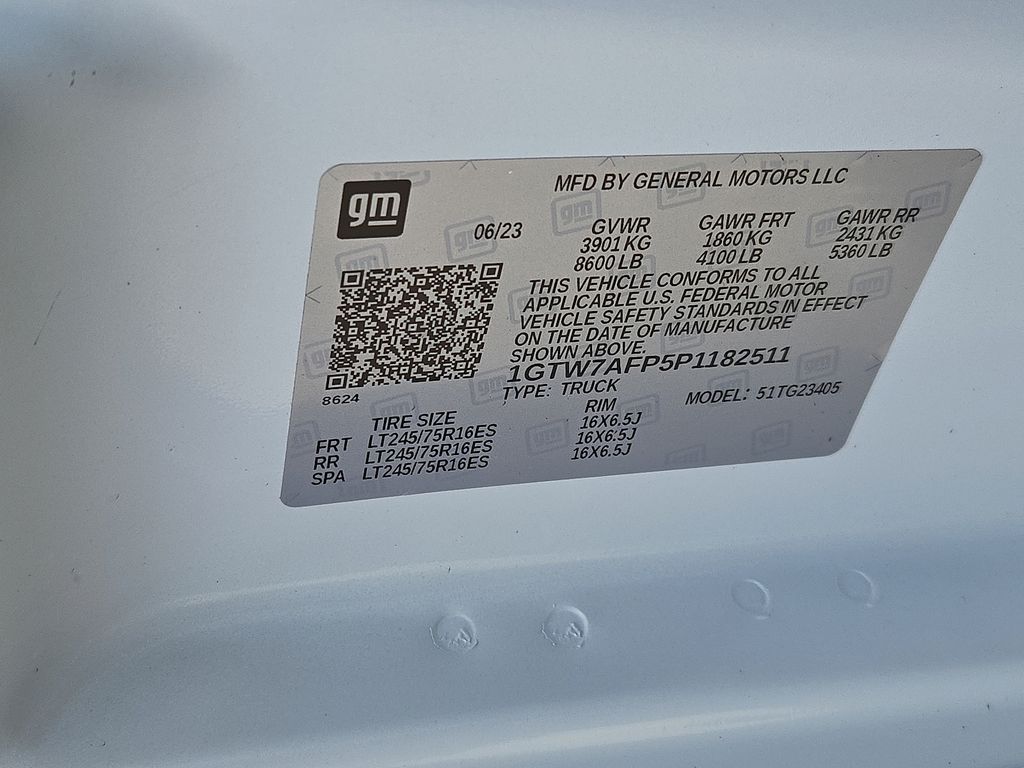 gm
MFD BY GENERAL MOTORS LLC
06/23
GVWR GAWR FRT GAWR RR
3901 KG 1860 KG 2431 KG
8600 LB 4100 LB 5360 LB
THIS VEHICLE CONFORMS TO ALL
APPLICABLE U.S. FEDERAL MOTOR
VEHICLE SAFETY STANDARDS IN EFFECT
ON THE DATE OF MANUFACTURE
SHOWN ABOVE.
1GTW7AFP5P1182511
8624
TYPE: TRUCK MODEL: 51TG23405
TIRE SIZE RIM
FRT LT245/75R16ES 16X6.5J
RR LT245/75R16ES 16X6.5J
SPA LT245/75R16ES 16X6.5J